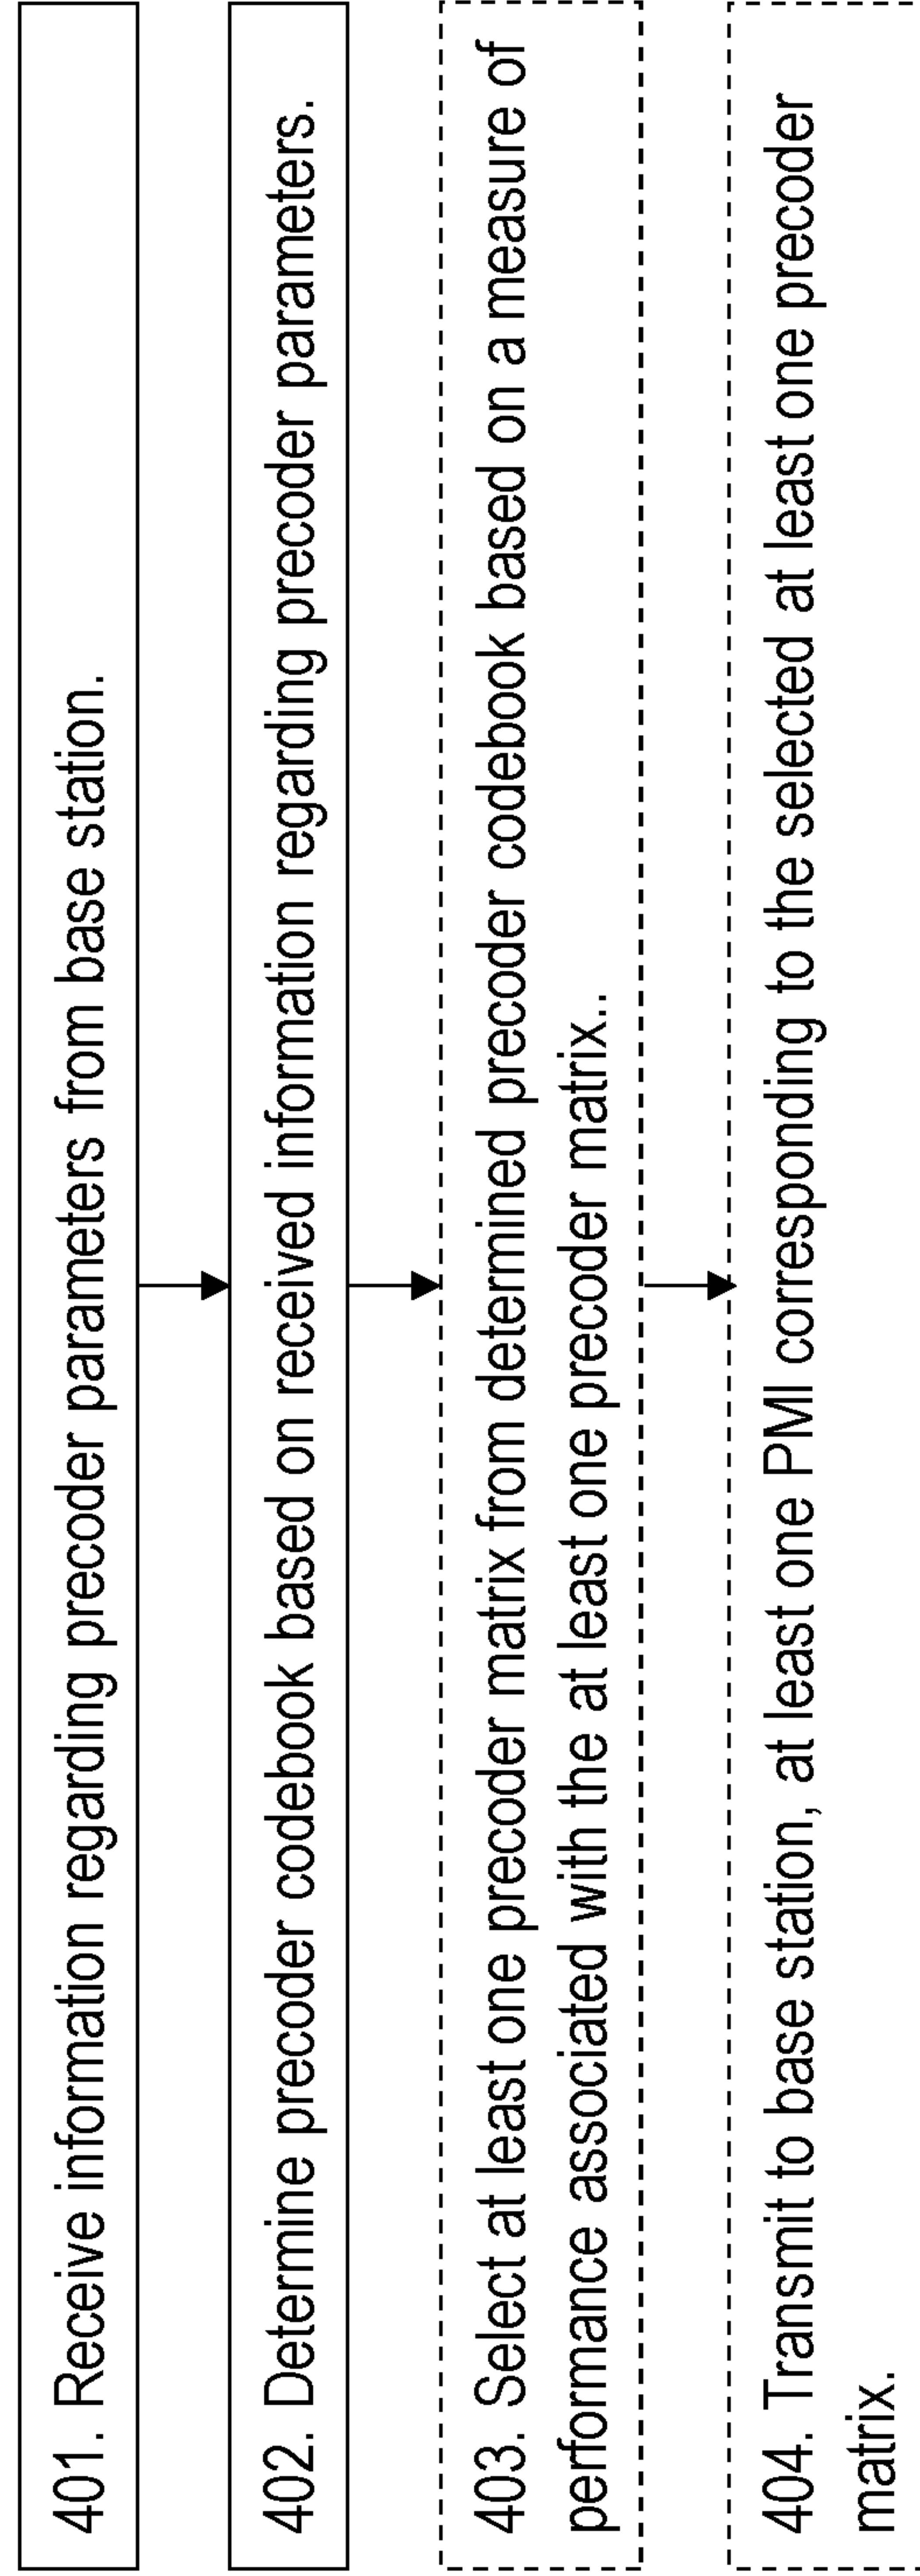 401. Receive information regarding precoder parameters from base station.
402. Determine precoder codebook based on received information regarding precoder parameters.
403. Select at least one precoder matrix from determined precoder codebook based on a measure of
performance associated with the at least one precoder matrix..
404. Transmit to base station, at least one PMI corresponding to the selected at least one precoder
matrix.